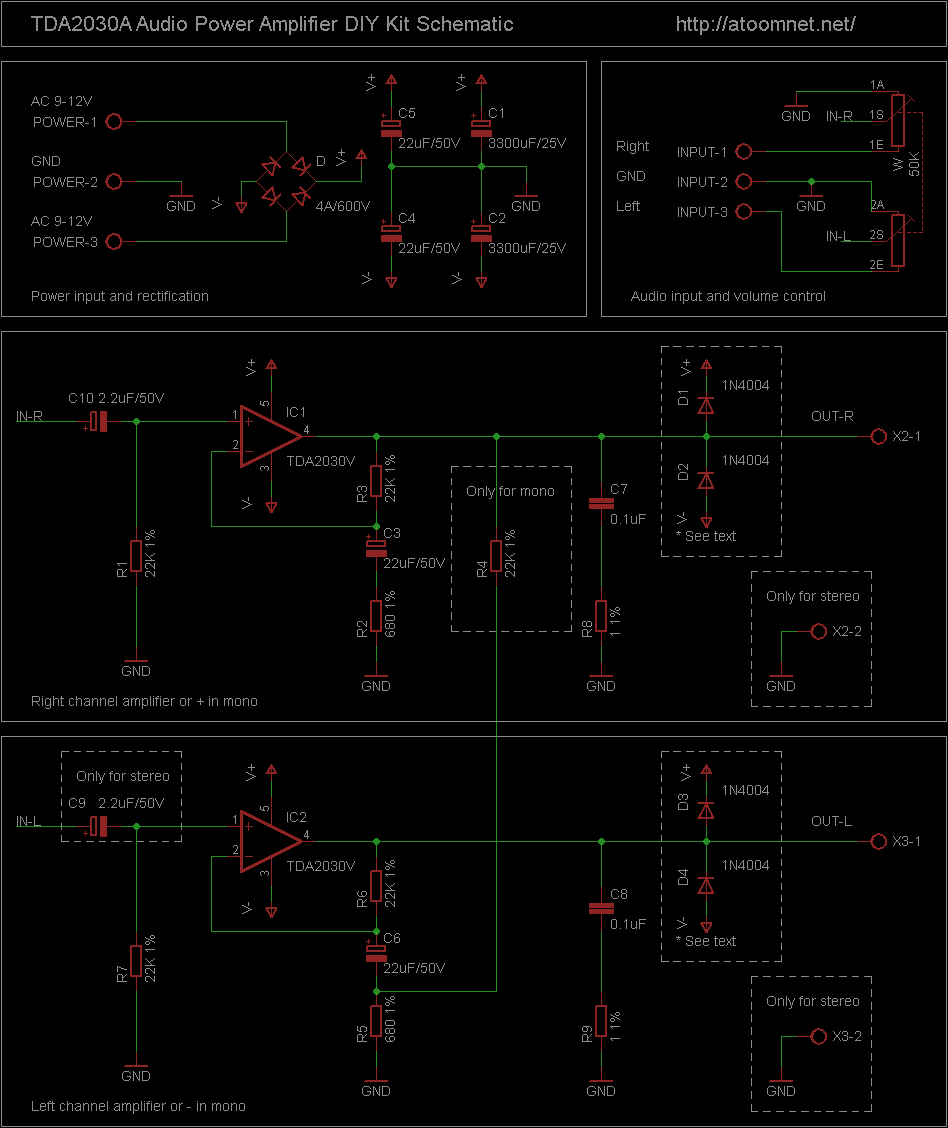 TDA2030A Audio Power Amplifier DIY Kit Schematic
http://atoomnet.net/
AC 9-12V
POWER-1
GND
POWER-2
GND
AC 9-12V
POWER-3
V-
D
V+
4A/600V
V+
V+
C5
22uF/50V
C1
3300uF/25V
GND
C4
22uF/50V
C2
3300uF/25V
V-
V-
Power input and rectification
1A
GND
IN-R
1S
1E
Right
INPUT-1
GND
INPUT-2
GND
Left
INPUT-3
W
50K
2A
IN-L
2S
2E
Audio input and volume control
V+
C10 2.2uF/50V
IN-R
1
+
5
IC1
4
2
-
TDA2030V
3
V-
R3
22K 1%
C3
+
22uF/50V
R1
22K 1%
R2
680 1%
GND
GND
Only for mono
R4
22K 1%
C7
0.1uF
R8
1 1%
GND
V+
D1
1N4004
D2
1N4004
V-
* See text
OUT-R
X2-1
Only for stereo
X2-2
GND
Right channel amplifier or + in mono
Only for stereo
C9 2.2uF/50V
IN-L
V+
1
+
5
IC2
4
2
-
TDA2030V
3
V-
R6
22K 1%
C6
+
22uF/50V
R7
22K 1%
R5
680 1%
GND
GND
C8
0.1uF
R9
1 1%
GND
V+
D3
1N4004
D4
1N4004
V-
* See text
OUT-L
X3-1
Only for stereo
X3-2
GND
Left channel amplifier or - in mono